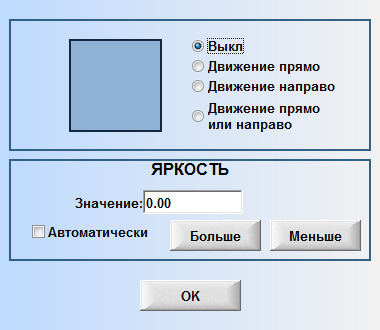 Выкл
Движение прямо
Движение направо
Движение прямо
или направо
ЯРКОСТЬ
Значение: 0.00
Автоматически Больше Меньше
OK